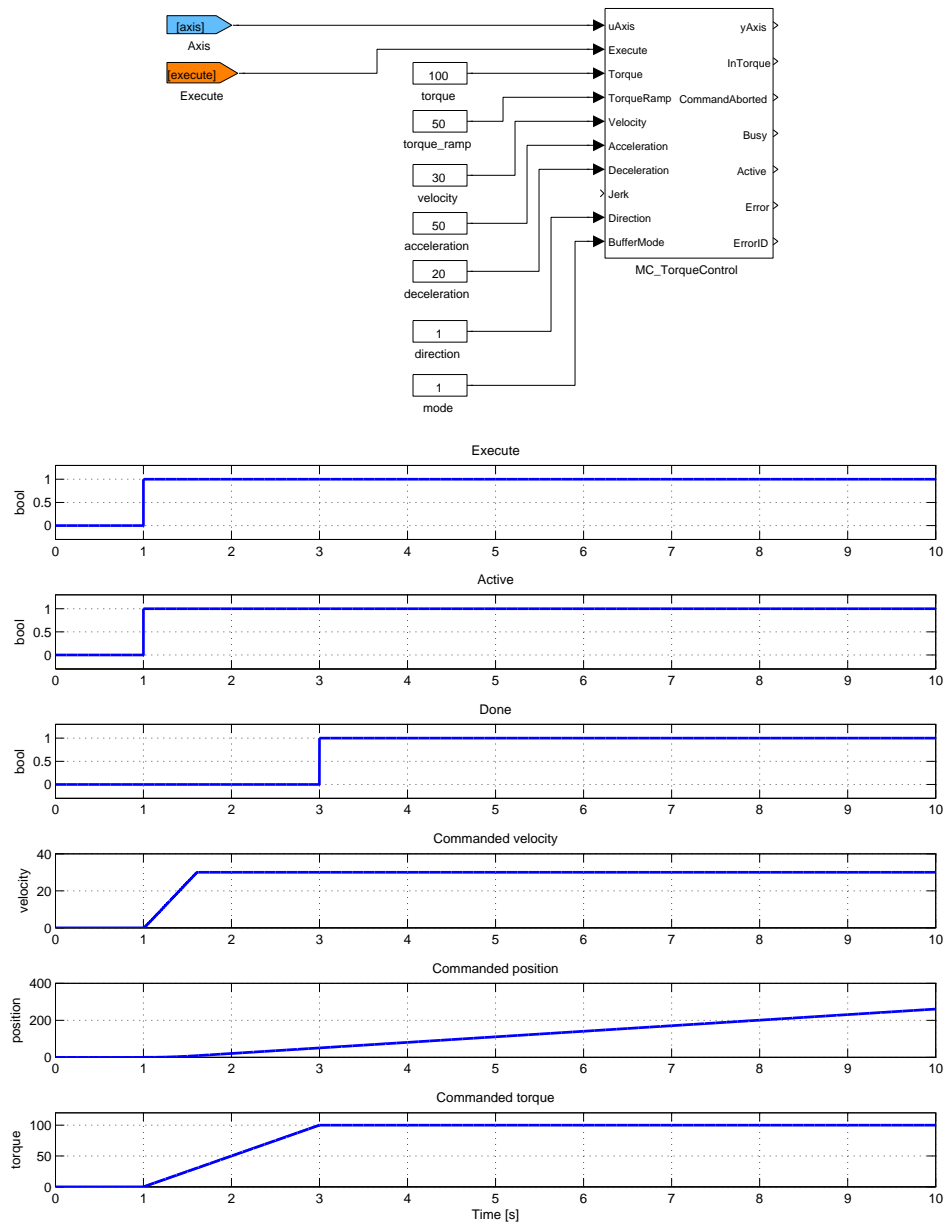 [axis]
Axis
[execute]
Execute
100
torque
50
torque_ramp
30
velocity
50
acceleration
20
deceleration
1
direction
1
mode
uAxis
Execute
Torque
TorqueRamp
Velocity
Acceleration
Deceleration
Jerk
Direction
BufferMode
yAxis
InTorque
CommandAborted
Busy
Active
Error
ErrorID
MC_TorqueControl
Execute
bool
1
0.5
0
0 1 2 3 4 5 6 7 8 9 10
Active
bool
1
0.5
0
0 1 2 3 4 5 6 7 8 9 10
Done
bool
1
0.5
0
0 1 2 3 4 5 6 7 8 9 10
Commanded velocity
velocity
40
20
0
0 1 2 3 4 5 6 7 8 9 10
Commanded position
position
400
200
0
0 1 2 3 4 5 6 7 8 9 10
Commanded torque
torque
100
50
0
0 1 2 3 4 5 6 7 8 9 10
Time [s]